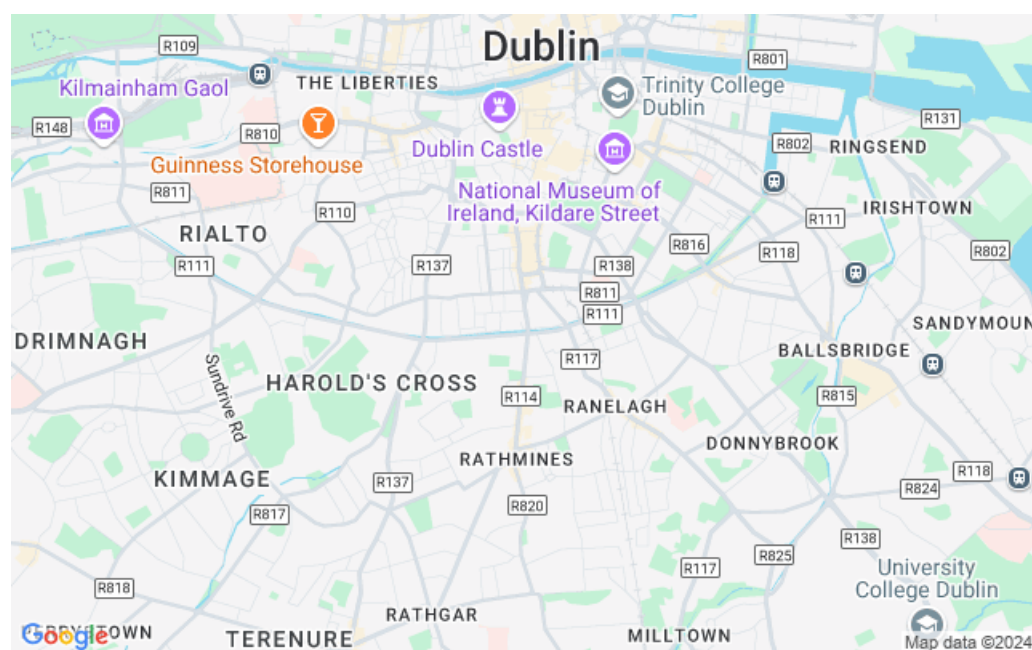 Dublin
R109
R801
THE LIBERTIES
Kilmainham Gaol
Trinity College
Dublin
R148
R810
R131
Dublin Castle
R802
RINGSEND
Guinness Storehouse
National Museum of
Ireland, Kildare Street
R811
R110
R111
IRISHTOWN
RIALTO
R816
R118
R802
R111
R137
R138
R811
R111
SANDYMOUN
DRIMNAGH
BALLSBRIDGE
R117
Sundrive Rd
HAROLD'S CROSS
R114
R815
RANELAGH
DONNYBROOK
RATHMINES
KIMMAGE
R137
R118
R824
R820
R817
R138
R825
R117
University
College Dublin
R818
RATHGAR
Google
TERENURE
MILLTOWN
Map data ©2024